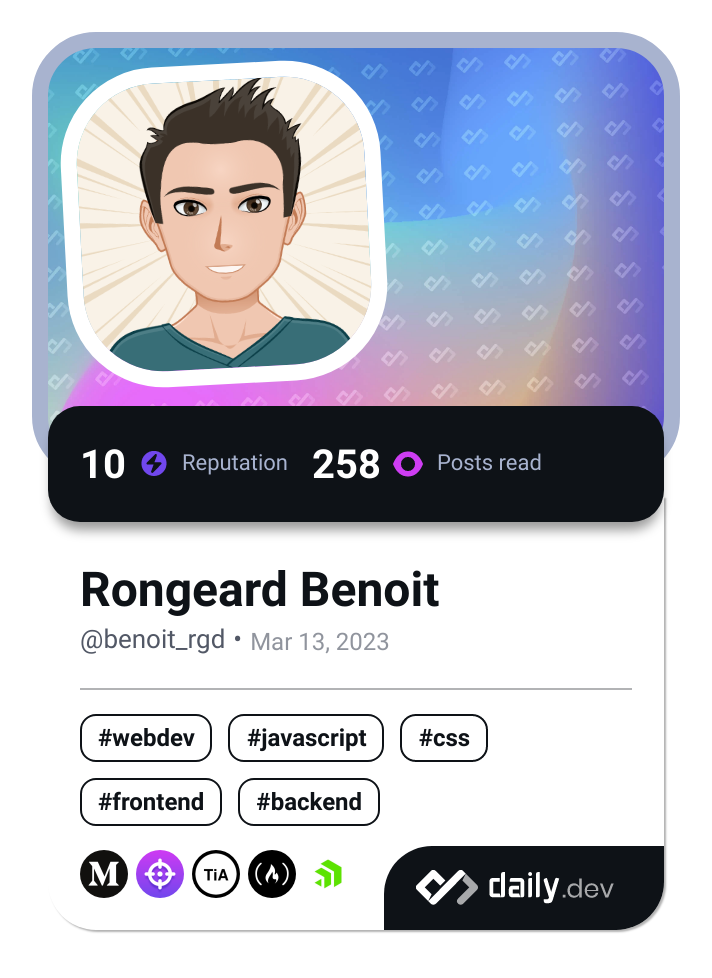 10 Reputation 258 Posts read
Rongeard Benoit
@benoit_rgd • Mar 13, 2023
#webdev #javascript #css
#frontend #backend
M TiA daily.dev